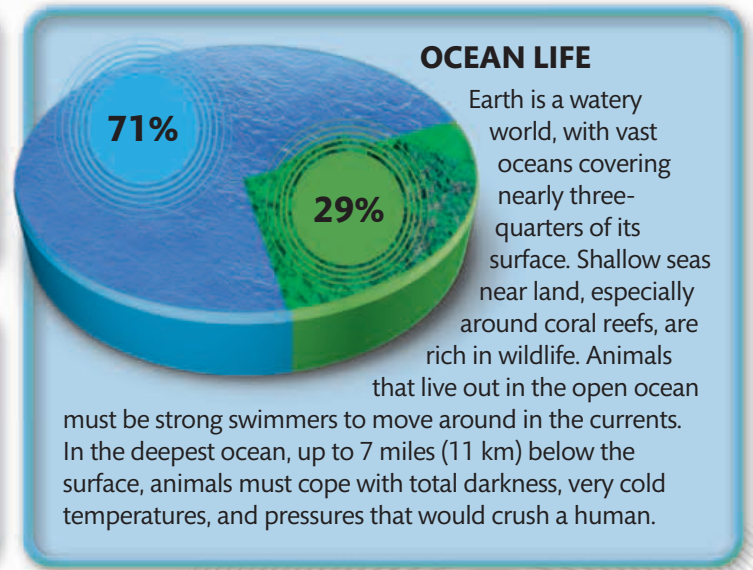 OCEAN LIFE
71%
29%
Earth is a watery
world, with vast
oceans covering
nearly three-
quarters of its
surface. Shallow seas
near land, especially
around coral reefs, are
rich in wildlife. Animals
that live out in the open ocean
must be strong swimmers to move around in the currents.
In the deepest ocean, up to 7 miles (11 km) below the
surface, animals must cope with total darkness, very cold
temperatures, and pressures that would crush a human.